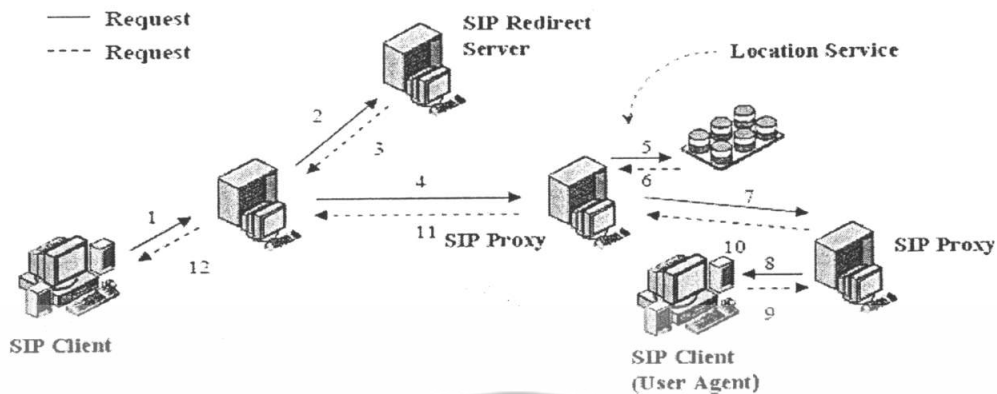 Request
Request
SIP Redirect
Server
Location Service
2
3
5
6
4
7
1
11
SIP Proxy
12
10
SIP Proxy
8
9
SIP Client
SIP Client
(User Agent)